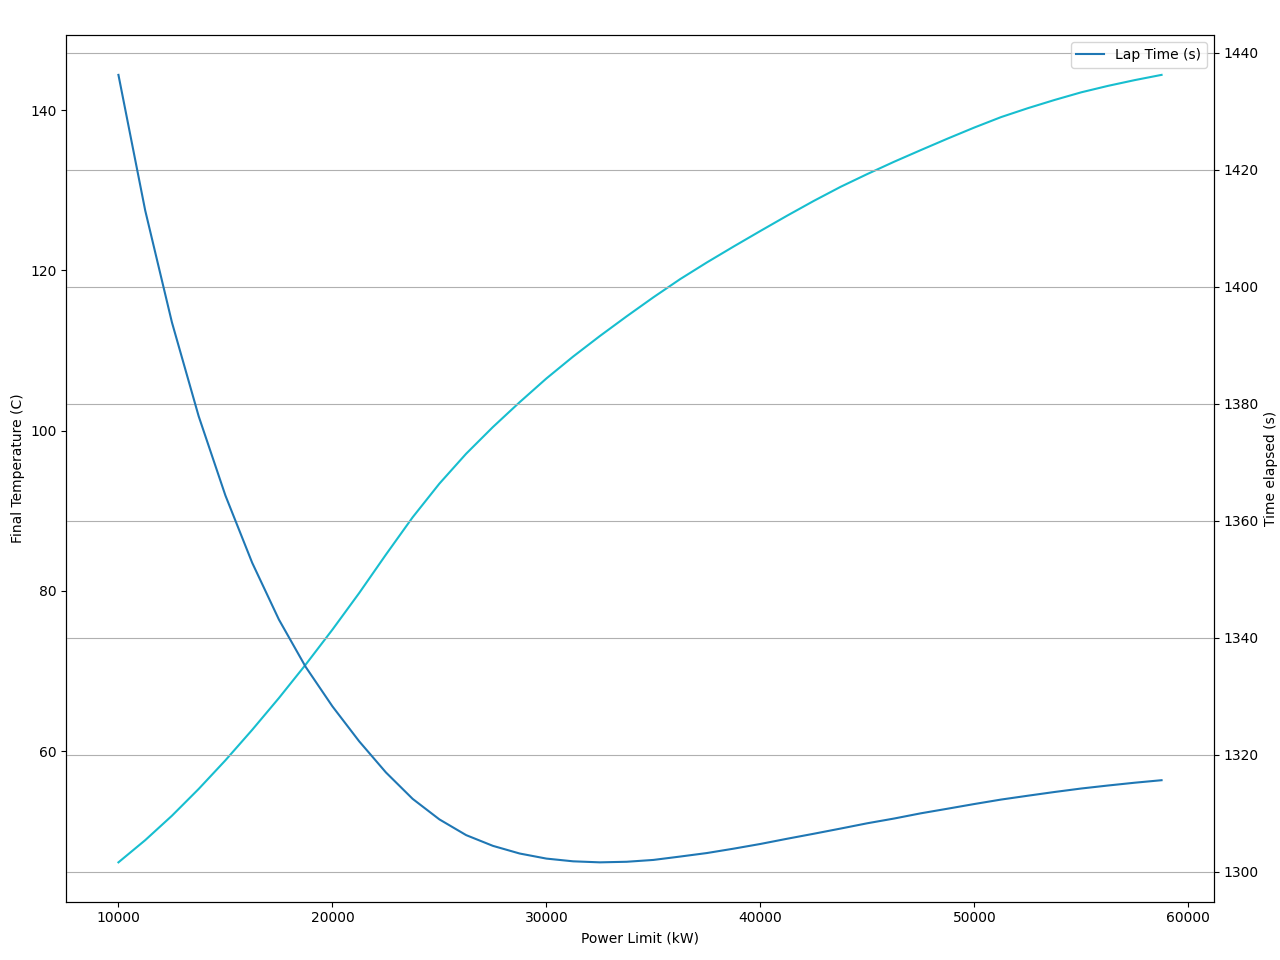 Lap Time (s)
140
120
100
80
60
Final Temperature (C)
1440
1420
1400
1380
1360
1340
1320
1300
Time elapsed (s)
10000 20000 30000 40000 50000 60000
Power Limit (kW)